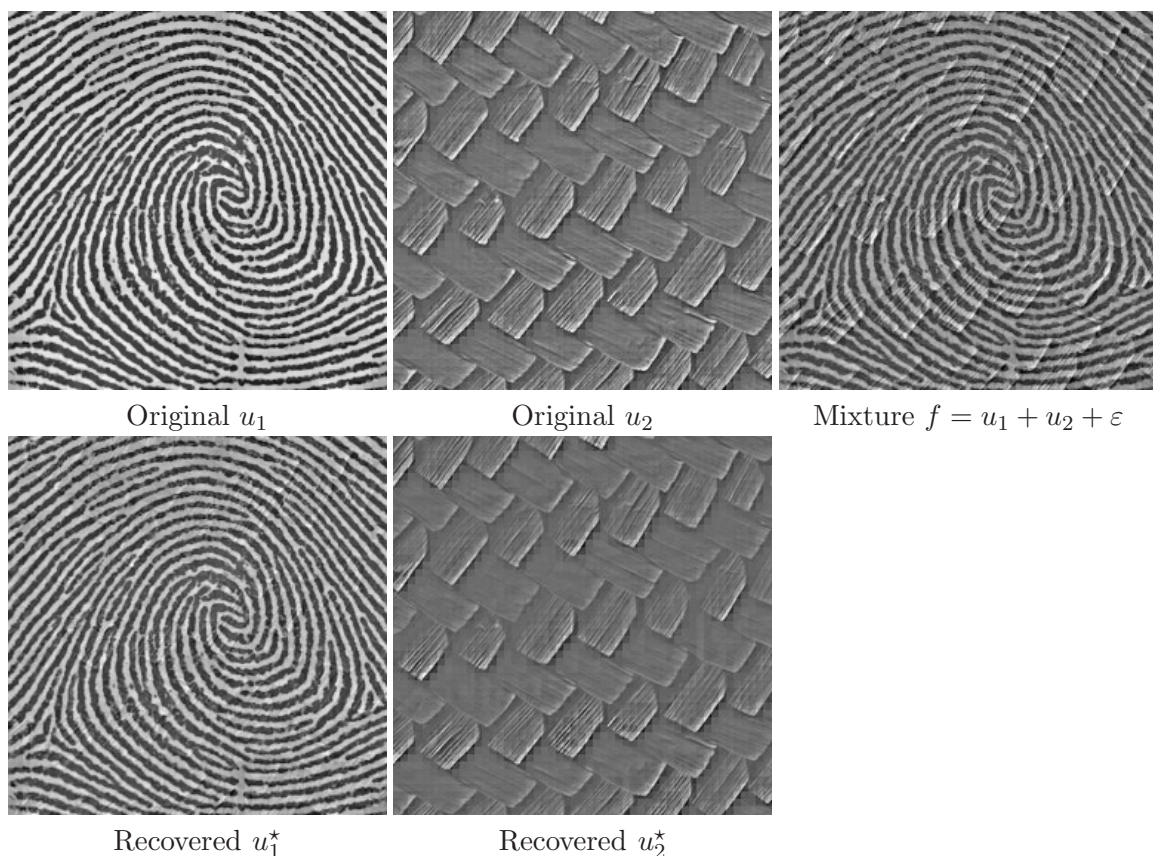 Original u₁
Original u₂
Mixture f = u₁ + u₂ + ε
Recovered u₁⋆
Recovered u₂⋆